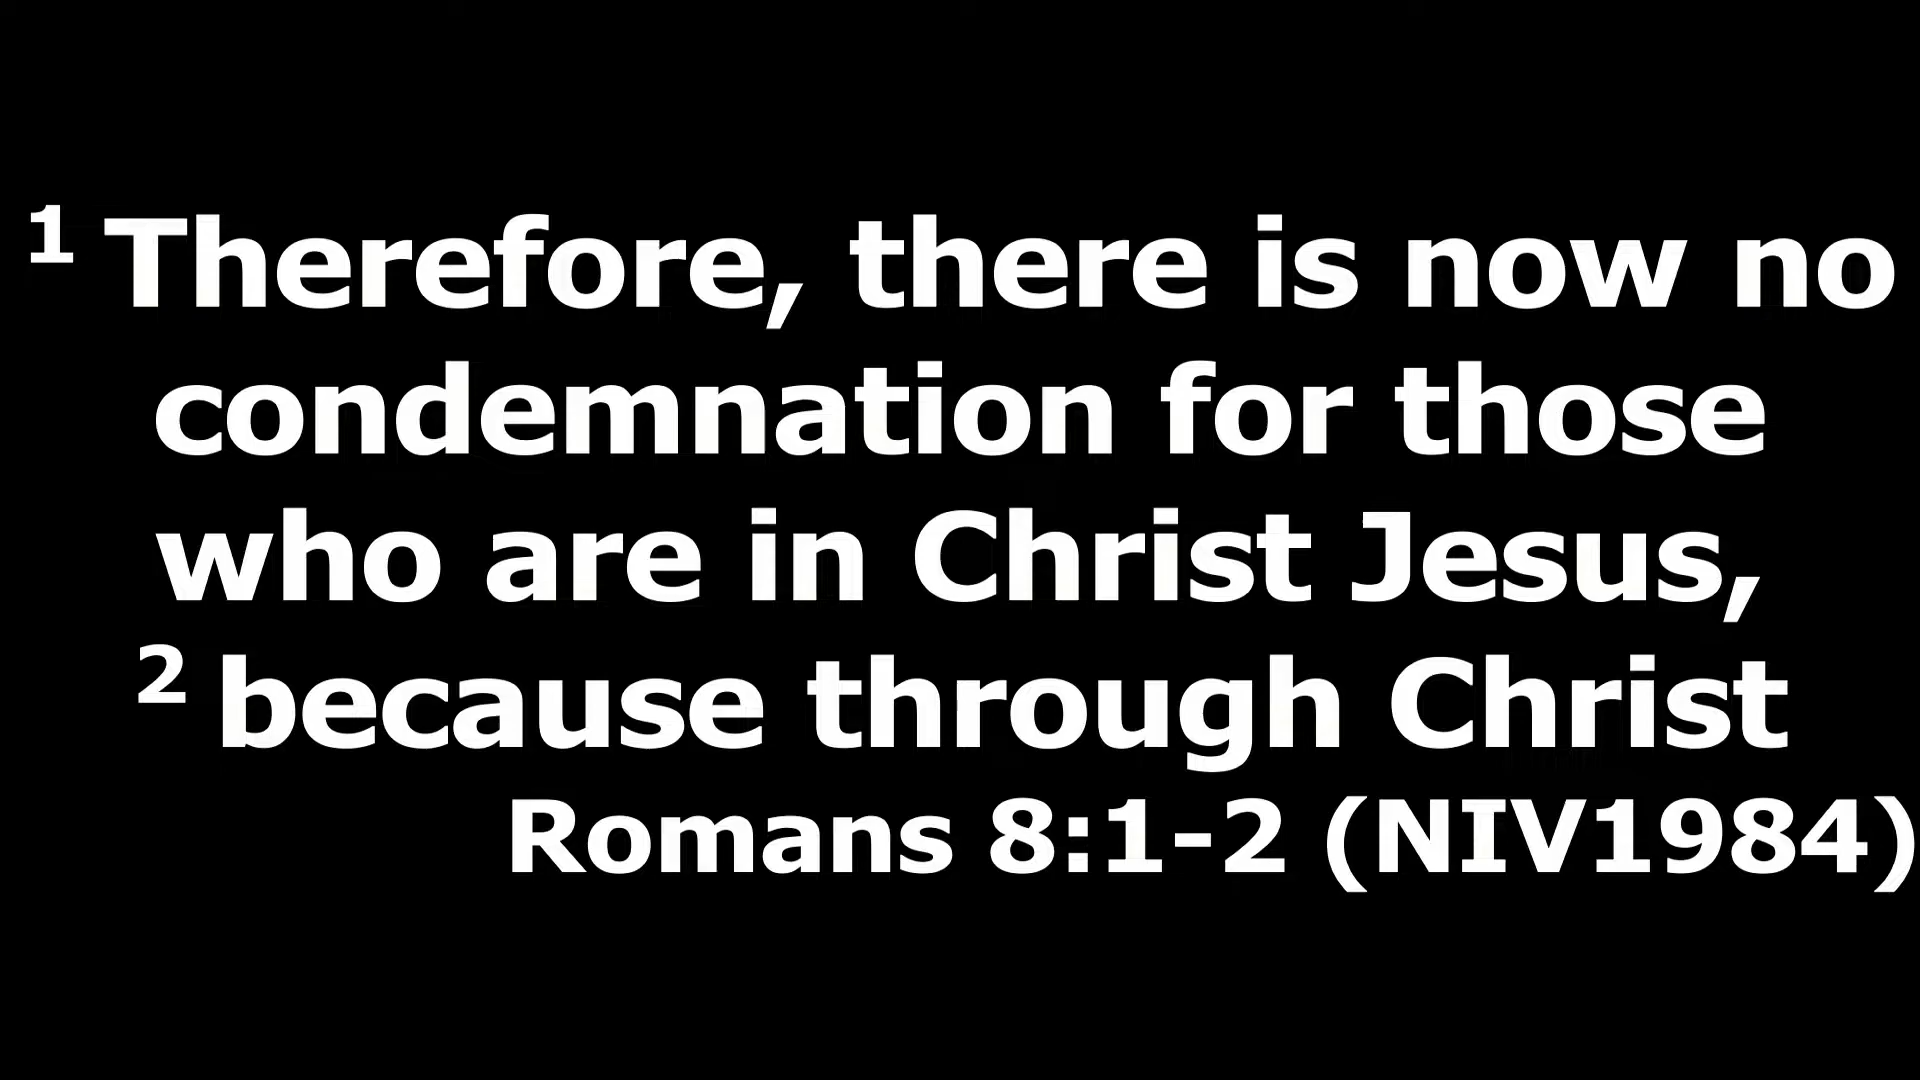 1 Therefore, there is now no
condemnation for those
who are in Christ Jesus,
2 because through Christ
Romans 8:1-2 (NIV1984)